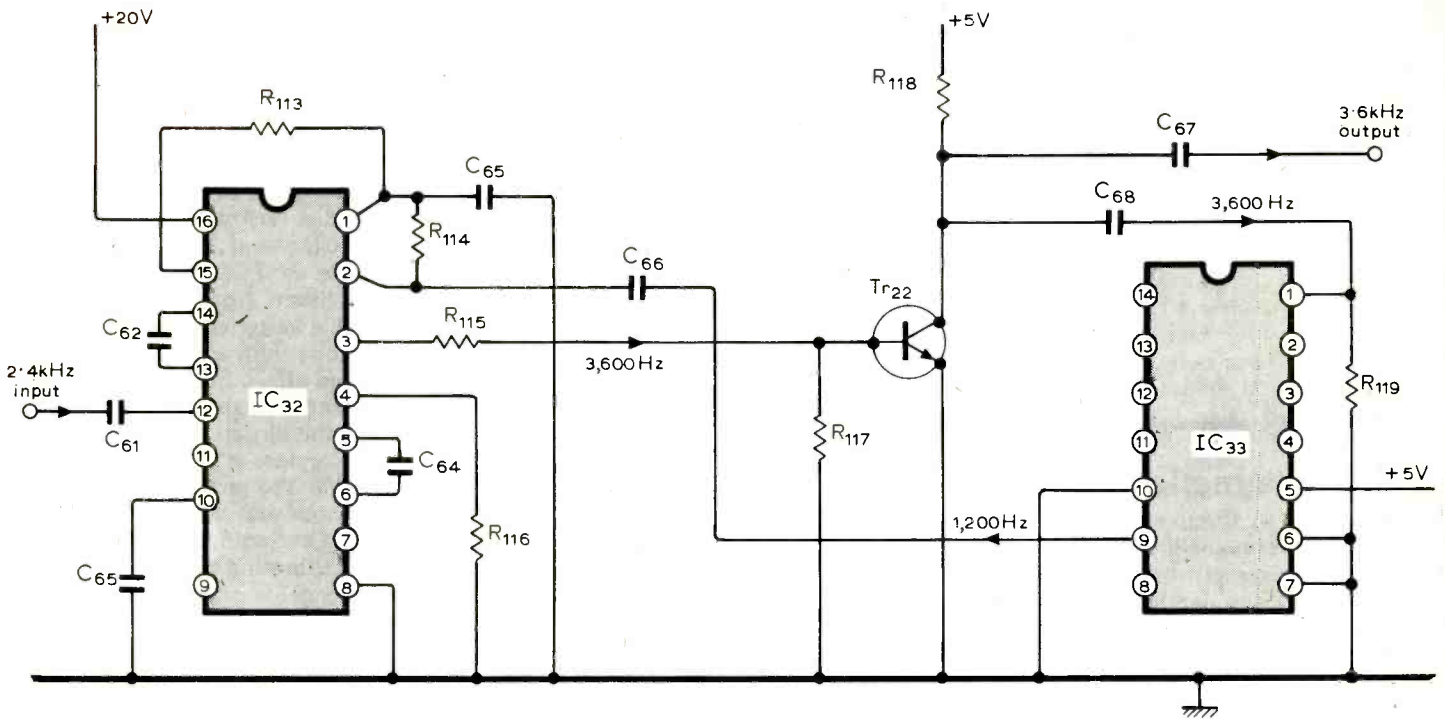 +20V
+5V
R118
R113
3·6kHz
output
C67
C65
C68
3,600 Hz
16
1
R114
15
2
C66
Tr22
14
1
14
C62
R115
3
3,600 Hz
13
2
13
2·4kHz
input
12
IC32
4
12
3
R119
C61
R117
11
5
C64
11
IC33
4
10
6
10
5
+5V
R116
7
1,200Hz
9
6
C65
9
8
8
7